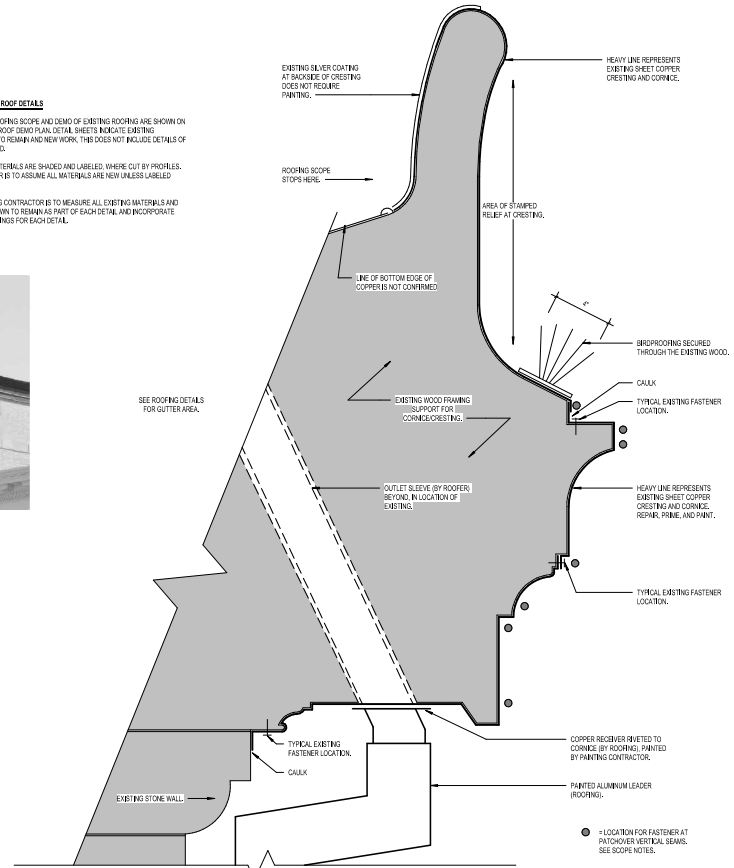 ROOF DETAILS
OFING SCOPE AND DEMO OF EXISTING ROOFING ARE SHOWN ON
ROOF DEMO PLAN. DETAIL SHEETS INDICATE EXISTING
TO REMAIN AND NEW WORK, THIS DOES NOT INCLUDE DETAILS OF
D.
TERIALS ARE SHADED AND LABELED, WHERE CUT BY PROFILES.
R IS TO ASSUME ALL MATERIALS ARE NEW UNLESS LABELED
G CONTRACTOR IS TO MEASURE ALL EXISTING MATERIALS AND
WN TO REMAIN AS PART OF EACH DETAIL AND INCORPORATE
INGS FOR EACH DETAIL.
EXISTING SILVER COATING
AT BACKSIDE OF CRESTING
DOES NOT REQUIRE
PAINTING.
HEAVY LINE REPRESENTS
EXISTING SHEET COPPER
CRESTING AND CORNICE.
ROOFING SCOPE
STOPS HERE.
AREA OF STAMPED
RELIEF AT CRESTING.
LINE OF BOTTOM EDGE OF
COPPER IS NOT CONFIRMED
BIRDPROOFING SECURED
THROUGH THE EXISTING WOOD.
CAULK
TYPICAL EXISTING FASTENER
LOCATION.
SEE ROOFING DETAILS
FOR GUTTER AREA.
EXISTING WOOD FRAMING
SUPPORT FOR
CORNICE/CRESTING.
OUTLET SLEEVE (BY ROOFER)
BEYOND, IN LOCATION OF
EXISTING.
HEAVY LINE REPRESENTS
EXISTING SHEET COPPER
CRESTING AND CORNICE.
REPAIR, PRIME, AND PAINT.
TYPICAL EXISTING FASTENER
LOCATION.
TYPICAL EXISTING
FASTENER LOCATION.
CAULK
COPPER RECEIVER RIVETED TO
CORNICE (BY ROOFING), PAINTED
BY PAINTING CONTRACTOR.
EXISTING STONE WALL.
PAINTED ALUMINUM LEADER
(ROOFING).
= LOCATION FOR FASTENER AT
PATCHOVER VERTICAL SEAMS.
SEE SCOPE NOTES.